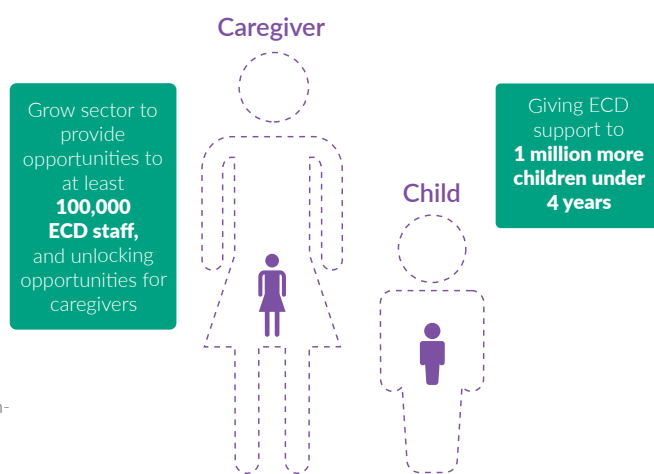 Caregiver
Grow sector to
provide
opportunities to
at least
100,000
ECD staff,
and unlocking
opportunities for
caregivers
Giving ECD
support to
1 million more
children under
4 years
Child